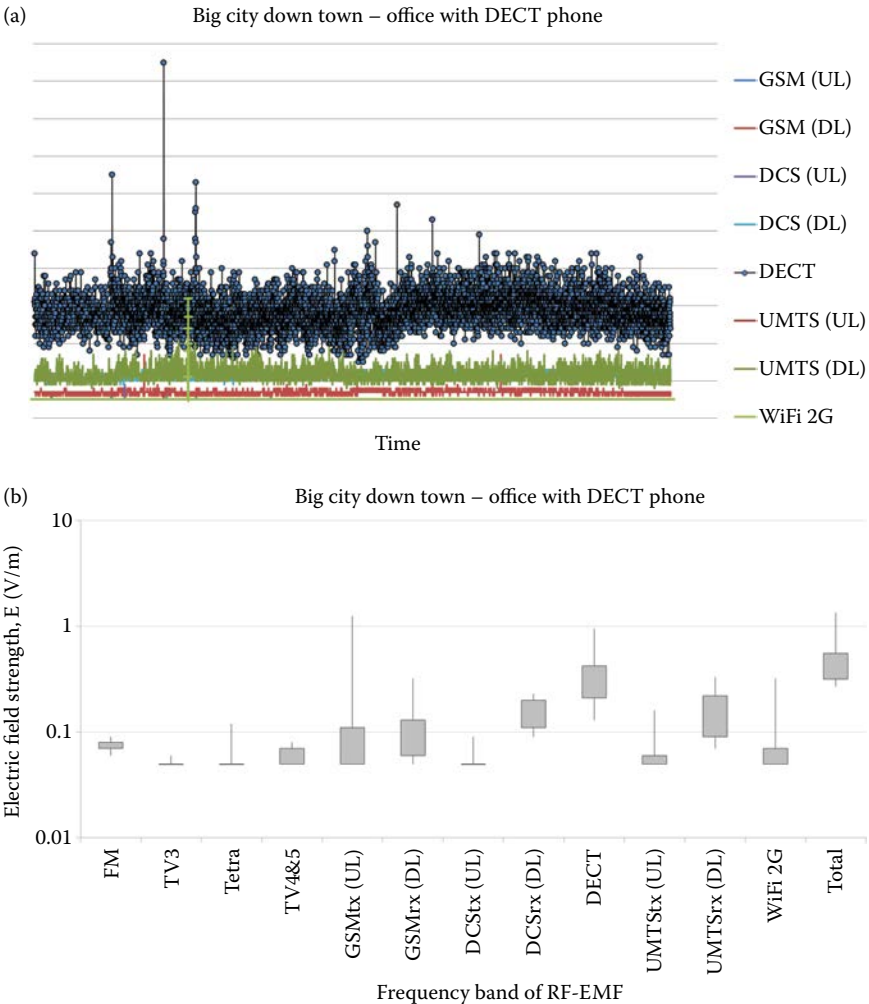 (a)
Big city down town – office with DECT phone
GSM (UL)
GSM (DL)
DCS (UL)
DCS (DL)
DECT
UMTS (UL)
UMTS (DL)
WiFi 2G
Time
(b)
Big city down town – office with DECT phone
Electric field strength, E (V/m)
10
1
0.1
0.01
FM
TV3
Tetra
TV4&5
GSMtx (UL)
GSMrx (DL)
DCStx (UL)
DCSrx (DL)
DECT
UMTStx (UL)
UMTSrx (DL)
WiFi 2G
Total
Frequency band of RF-EMF